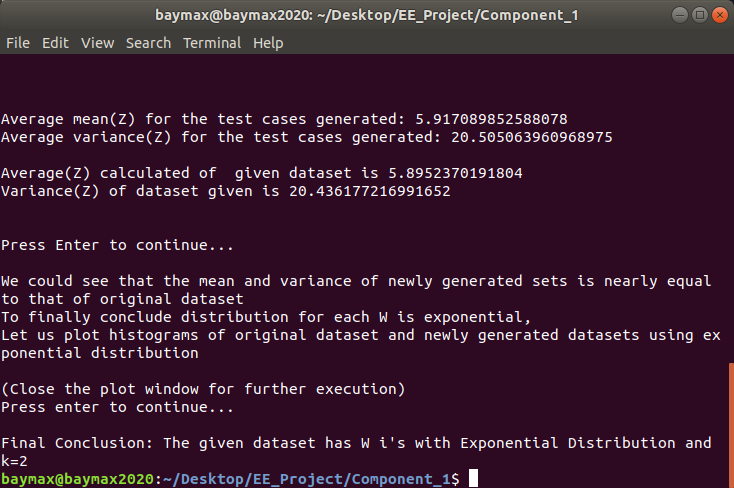 baymax@baymax2020: ~/Desktop/EE_Project/Component_1
File Edit View Search Terminal Help
Average mean(Z) for the test cases generated: 5.917089852588078
Average variance(Z) for the test cases generated: 20.505063960968975
Average(Z) calculated of  given dataset is 5.8952370191804
Variance(Z) of dataset given is 20.436177216991652
Press Enter to continue...
We could see that the mean and variance of newly generated sets is nearly equal
to that of original dataset
To finally conclude distribution for each W is exponential,
Let us plot histograms of original dataset and newly generated datasets using ex
ponential distribution
(Close the plot window for further execution)
Press enter to continue...
Final Conclusion: The given dataset has W i's with Exponential Distribution and
k=2
baymax@baymax2020:~/Desktop/EE_Project/Component_1$